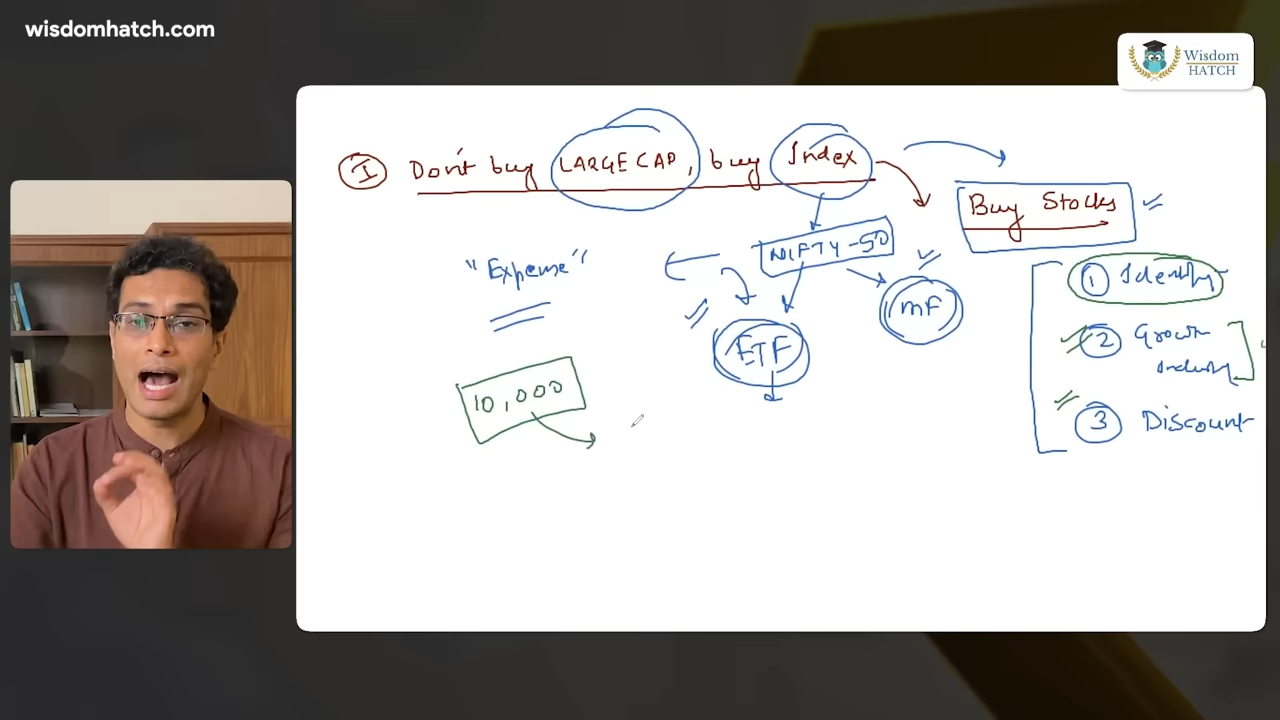 wisdomhatch.com
Wisdom
HATCH
I Don't buy LARGE CAP, buy Index
Buy Stocks
NIFTY-50
"Expense"
MF
ETF
10,000
1 Identify
2 Growth
Industry
3 Discount